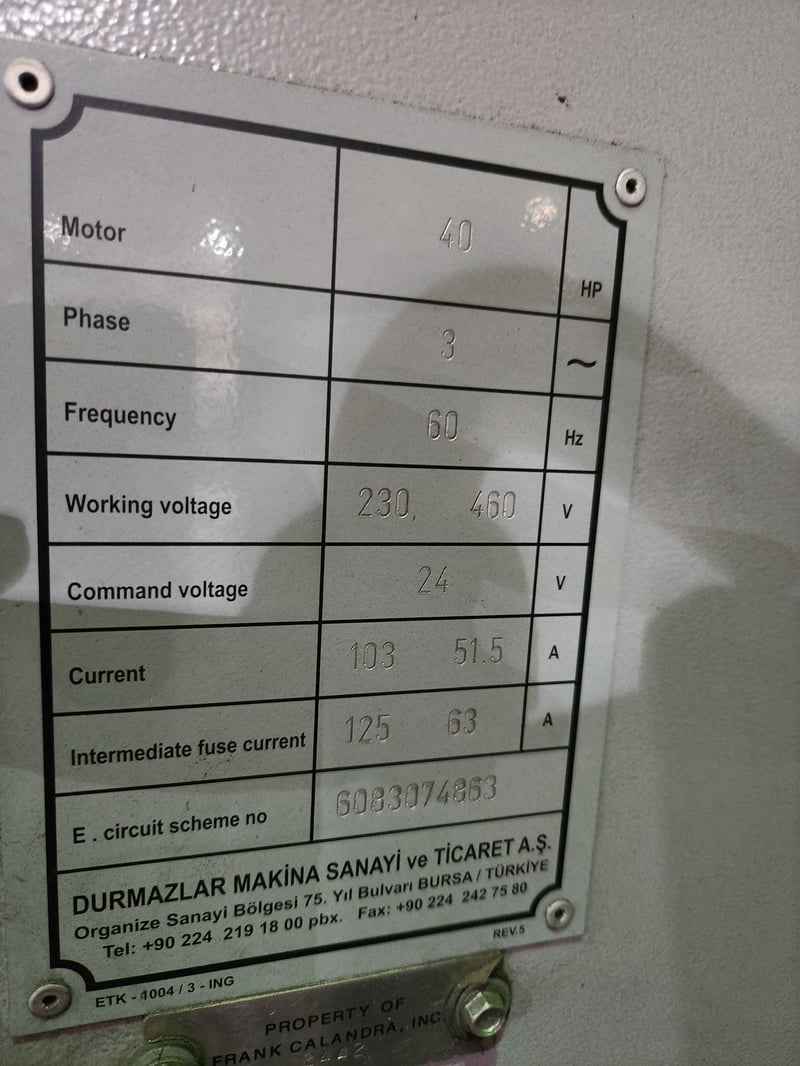 Motor 40 HP
Phase 3 ~
Frequency 60 Hz
Working voltage 230, 460 V
Command voltage 24 V
Current 103 51.5 A
Intermediate fuse current 125 63 A
E . circuit scheme no 6083074863
DURMAZLAR MAKİNA SANAYİ ve TİCARET A.Ş.
Organize Sanayi Bölgesi 75. Yıl Bulvarı BURSA / TÜRKİYE
Tel: +90 224 219 18 00 pbx. Fax: +90 224 242 75 80
REV.5
ETK - 1004 / 3 - ING
PROPERTY OF
FRANK CALANDRA, INC.